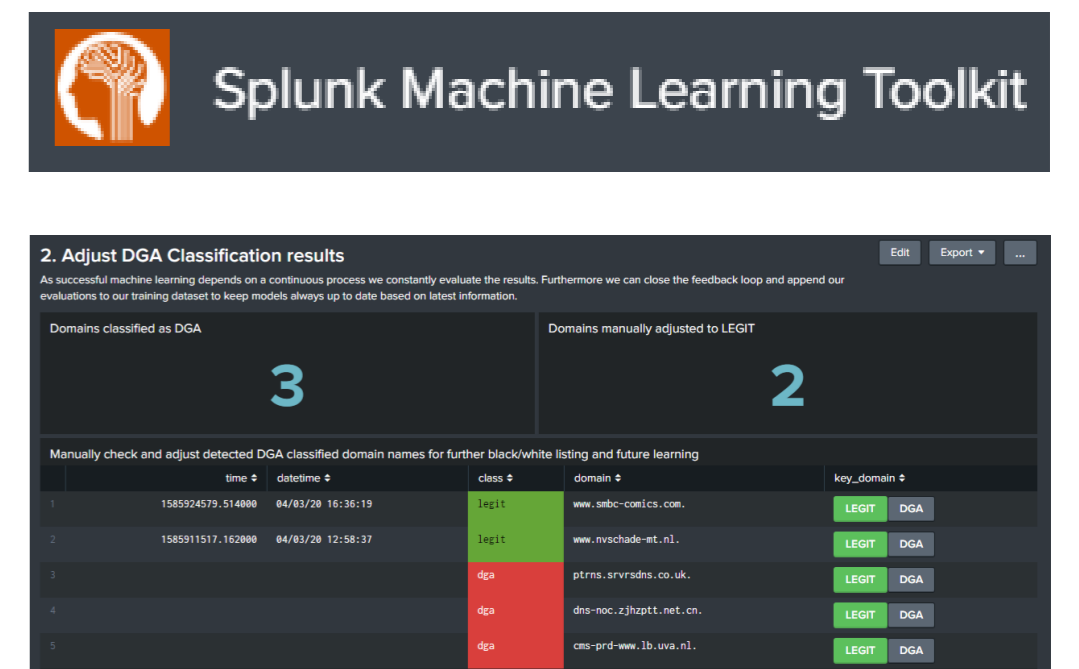 Splunk Machine Learning Toolkit
2. Adjust DGA Classification results
Edit Export ...
As successful machine learning depends on a continuous process we constantly evaluate the results. Furthermore we can close the feedback loop and append our
evaluations to our training dataset to keep models always up to date based on latest information.
Domains classified as DGA
3
Domains manually adjusted to LEGIT
2
Manually check and adjust detected DGA classified domain names for further black/white listing and future learning
time datetime class domain key_domain
1 1585924579.514000 04/03/20 16:36:19 legit www.smbc-comics.com. LEGIT DGA
2 1585911517.162000 04/03/20 12:58:37 legit www.nvschade-mt.nl. LEGIT DGA
3 dga ptrns.srvrsdns.co.uk. LEGIT DGA
4 dga dns-noc.zjhzptt.net.cn. LEGIT DGA
5 dga cms-prd-www.lb.uva.nl. LEGIT DGA